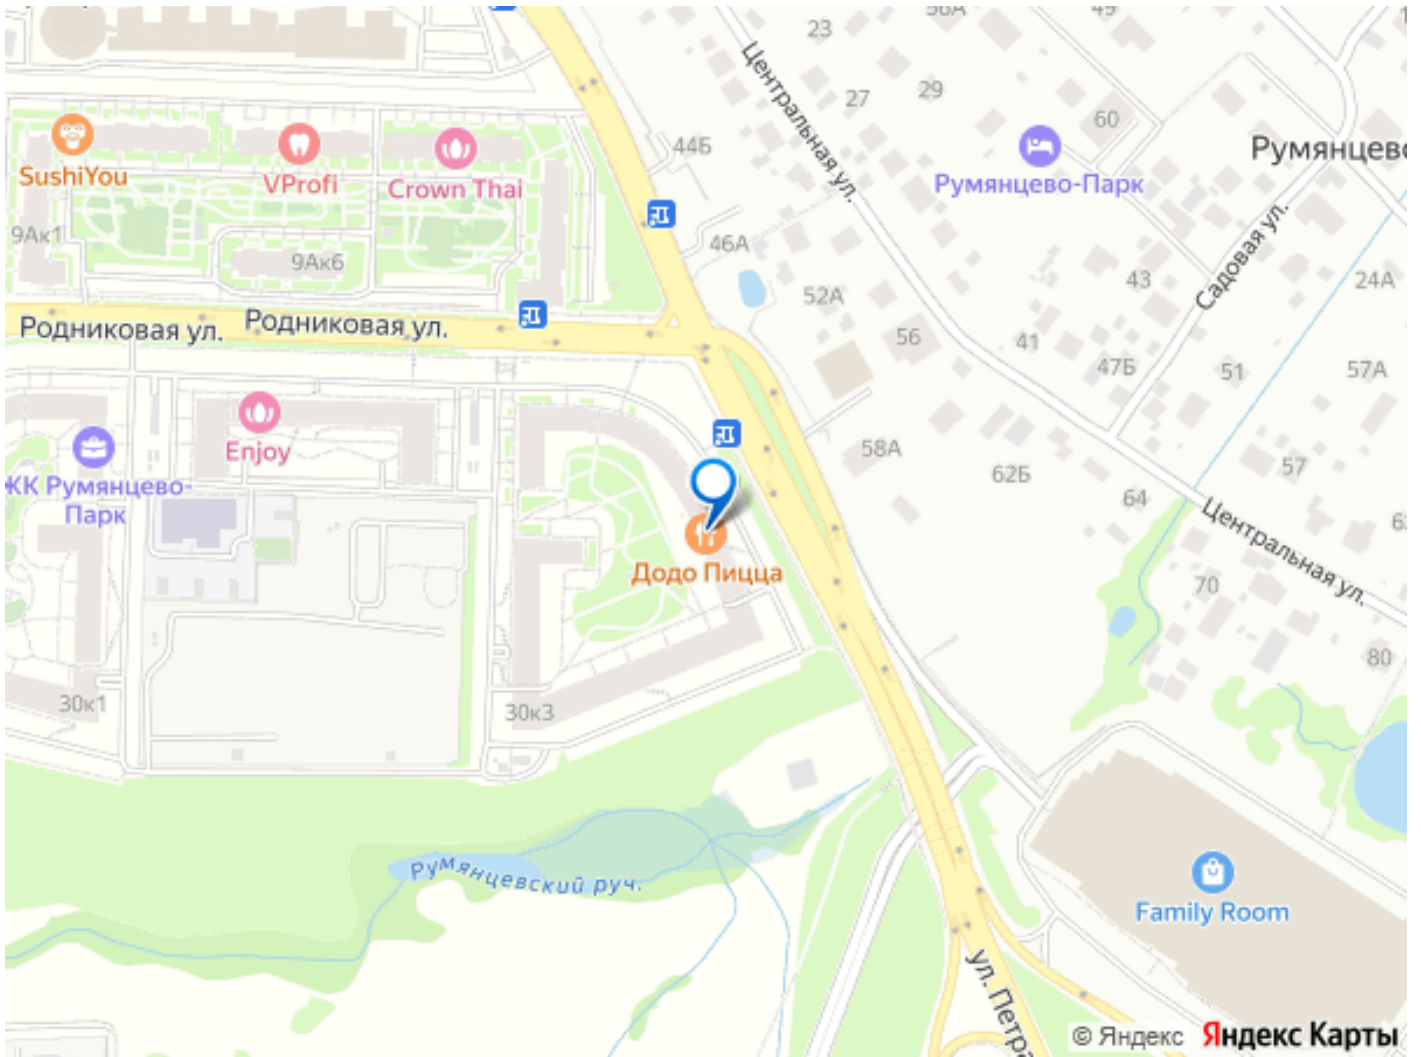 23
49
Центральная ул.
27
29
60
44Б
SushiYou
VProfi
Crown Thai
Румянцево-Парк
Румянцево
9Ак1
9Ак6
46А
52А
43
Садовая ул.
24А
Родниковая ул.
Родниковая ул.
56
41
47Б
51
57А
Enjoy
ЖК Румянцево-
Парк
58А
62Б
57
64
Центральная ул.
Додо Пицца
70
80
30к1
30к3
Румянцевский руч.
Family Room
ул. Петра
© Яндекс
Яндекс Карты